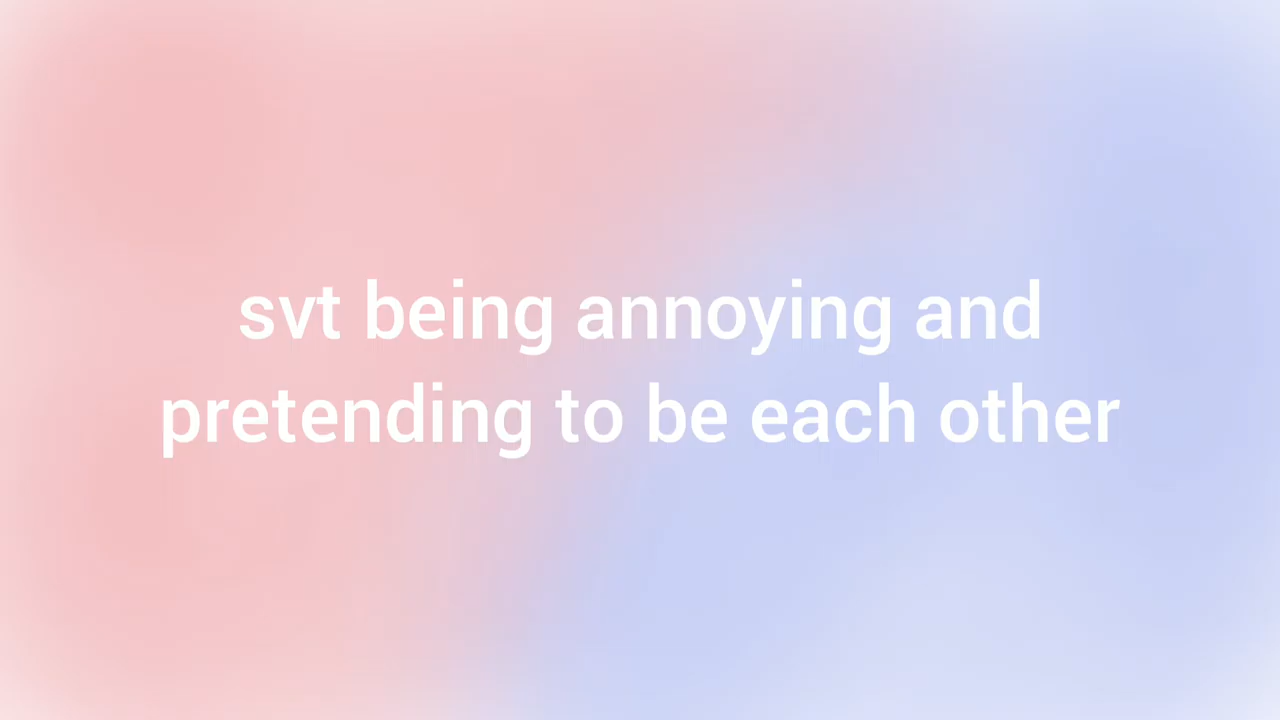 svt being annoying and
pretending to be each other